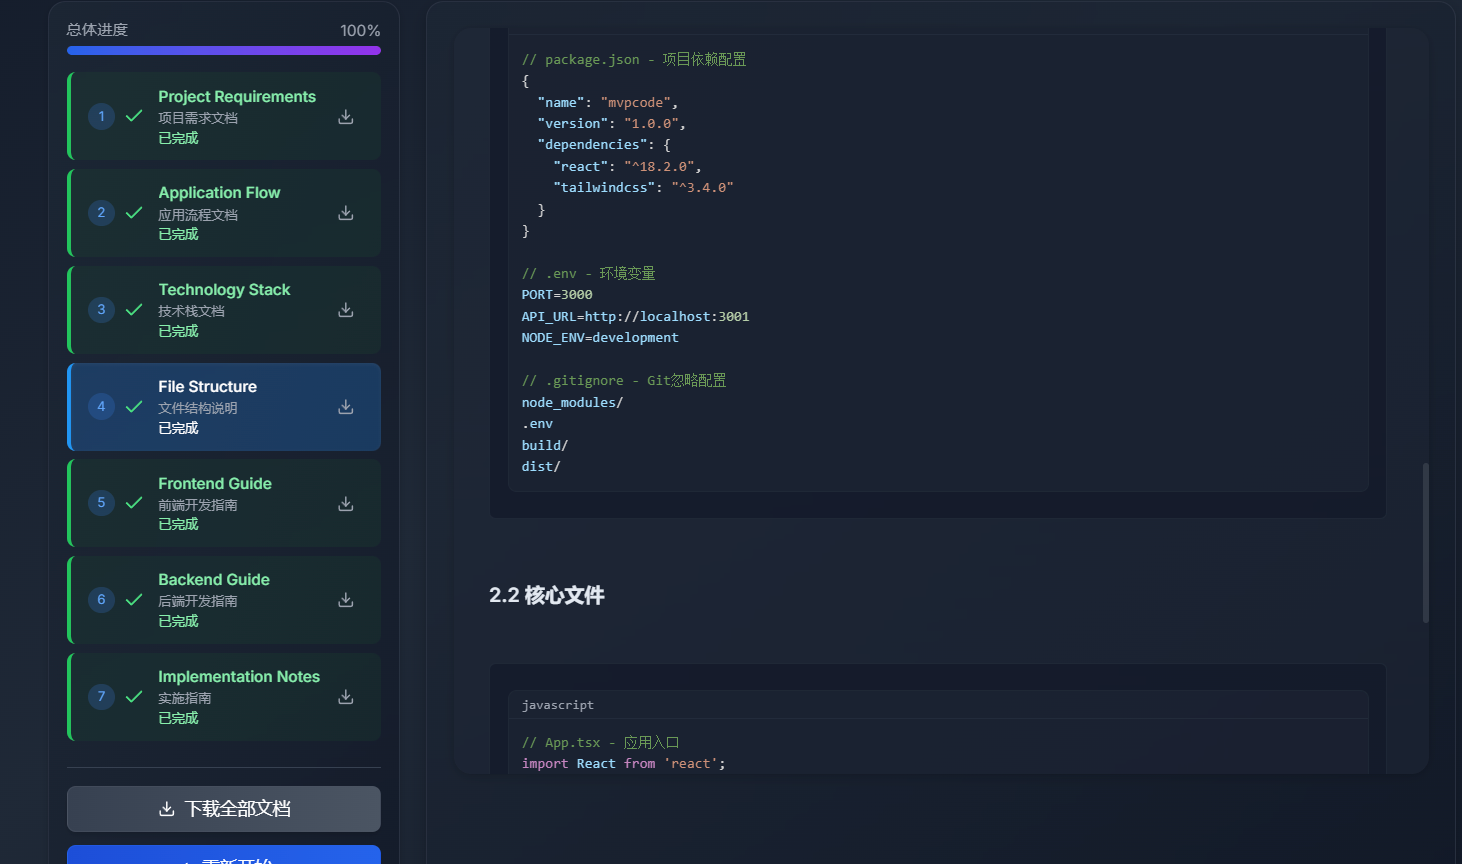 总体进度
100%
1
Project Requirements
项目需求文档
已完成
2
Application Flow
应用流程文档
已完成
3
Technology Stack
技术栈文档
已完成
4
File Structure
文件结构说明
已完成
5
Frontend Guide
前端开发指南
已完成
6
Backend Guide
后端开发指南
已完成
7
Implementation Notes
实施指南
已完成
下载全部文档
重新开始
// package.json - 项目依赖配置
{
  "name": "mvpcode",
  "version": "1.0.0",
  "dependencies": {
    "react": "^18.2.0",
    "tailwindcss": "^3.4.0"
  }
}
// .env - 环境变量
PORT=3000
API_URL=http://localhost:3001
NODE_ENV=development
// .gitignore - Git忽略配置
node_modules/
.env
build/
dist/
2.2 核心文件
javascript
// App.tsx - 应用入口
import React from 'react';